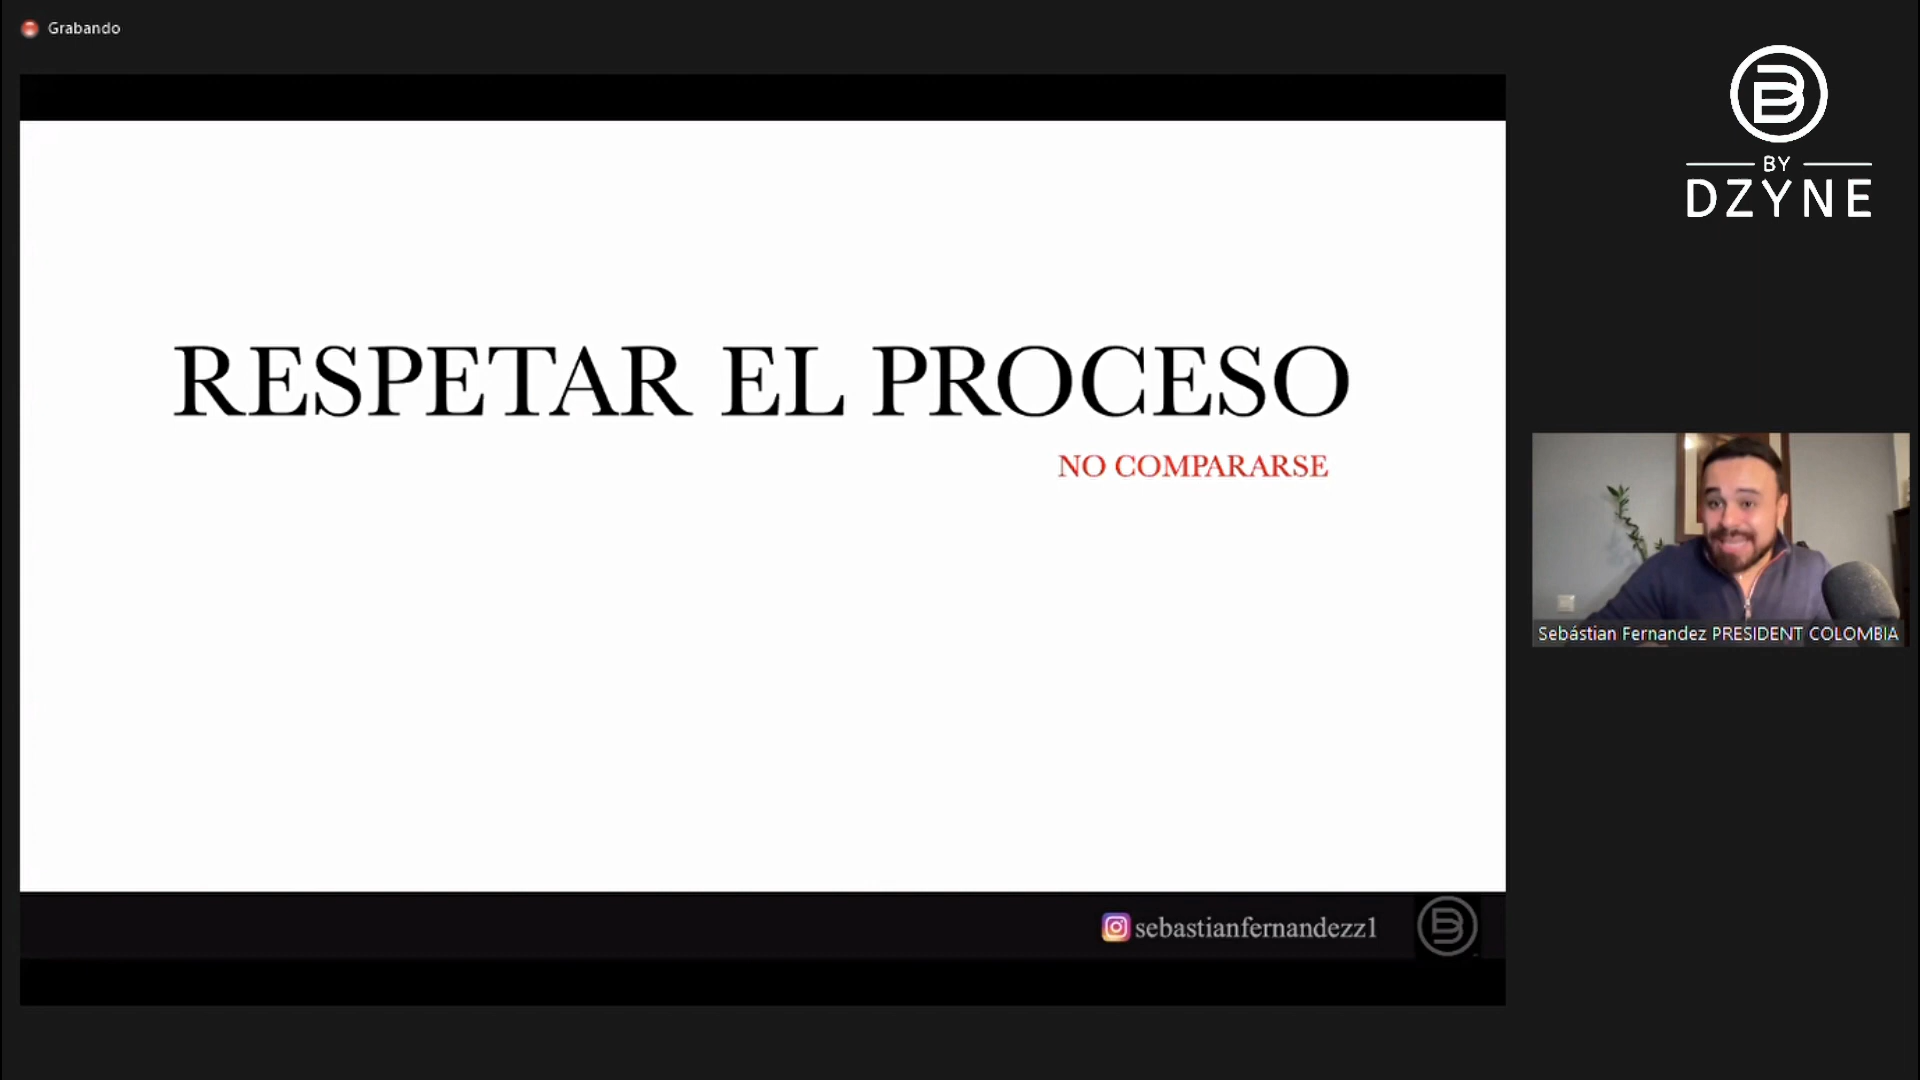 Grabando
B
BY
DZYNE
RESPETAR EL PROCESO
NO COMPARARSE
Sebástian Fernandez PRESIDENT COLOMBIA
sebastianfernandezz1
B